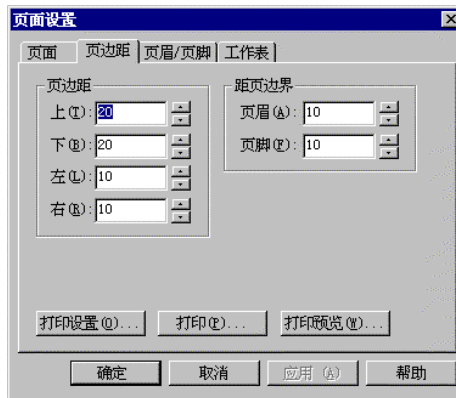 页面设置
页面 页边距 页眉/页脚 工作表
页边距 距页边界
上(T): 20 页眉(A): 10
下(B): 20 页脚(F): 10
左(L): 10
右(R): 10
打印设置(O)... 打印(P)... 打印预览(W)...
确定 取消 应用(A) 帮助